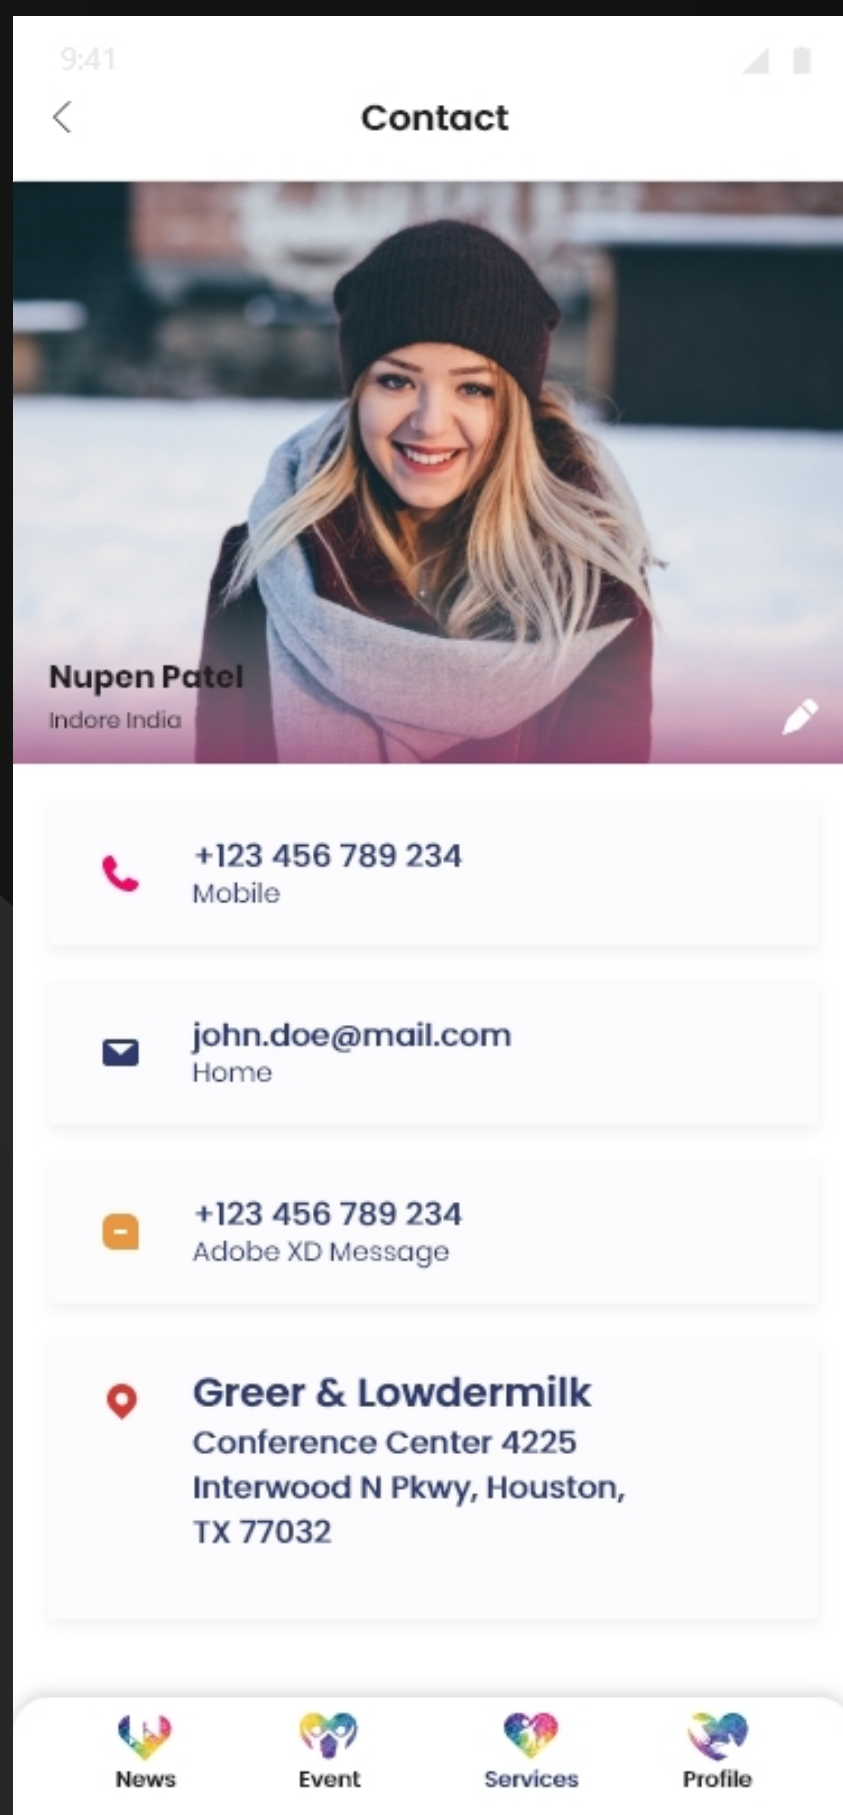 9:41
Contact
Nupen Patel
Indore India
+123 456 789 234
Mobile
john.doe@mail.com
Home
+123 456 789 234
Adobe XD Message
Greer & Lowdermilk
Conference Center 4225
Interwood N Pkwy, Houston,
TX 77032
News
Event
Services
Profile